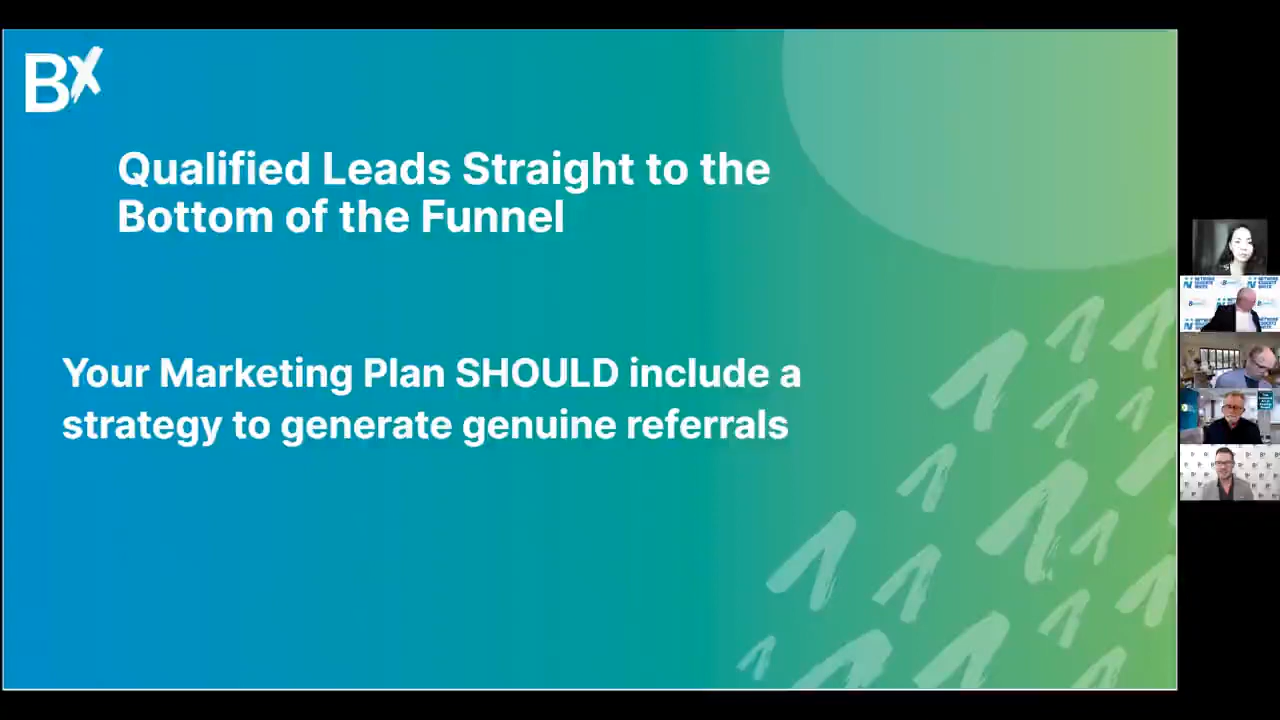 Bx
Qualified Leads Straight to the
Bottom of the Funnel
Your Marketing Plan SHOULD include a
strategy to generate genuine referrals